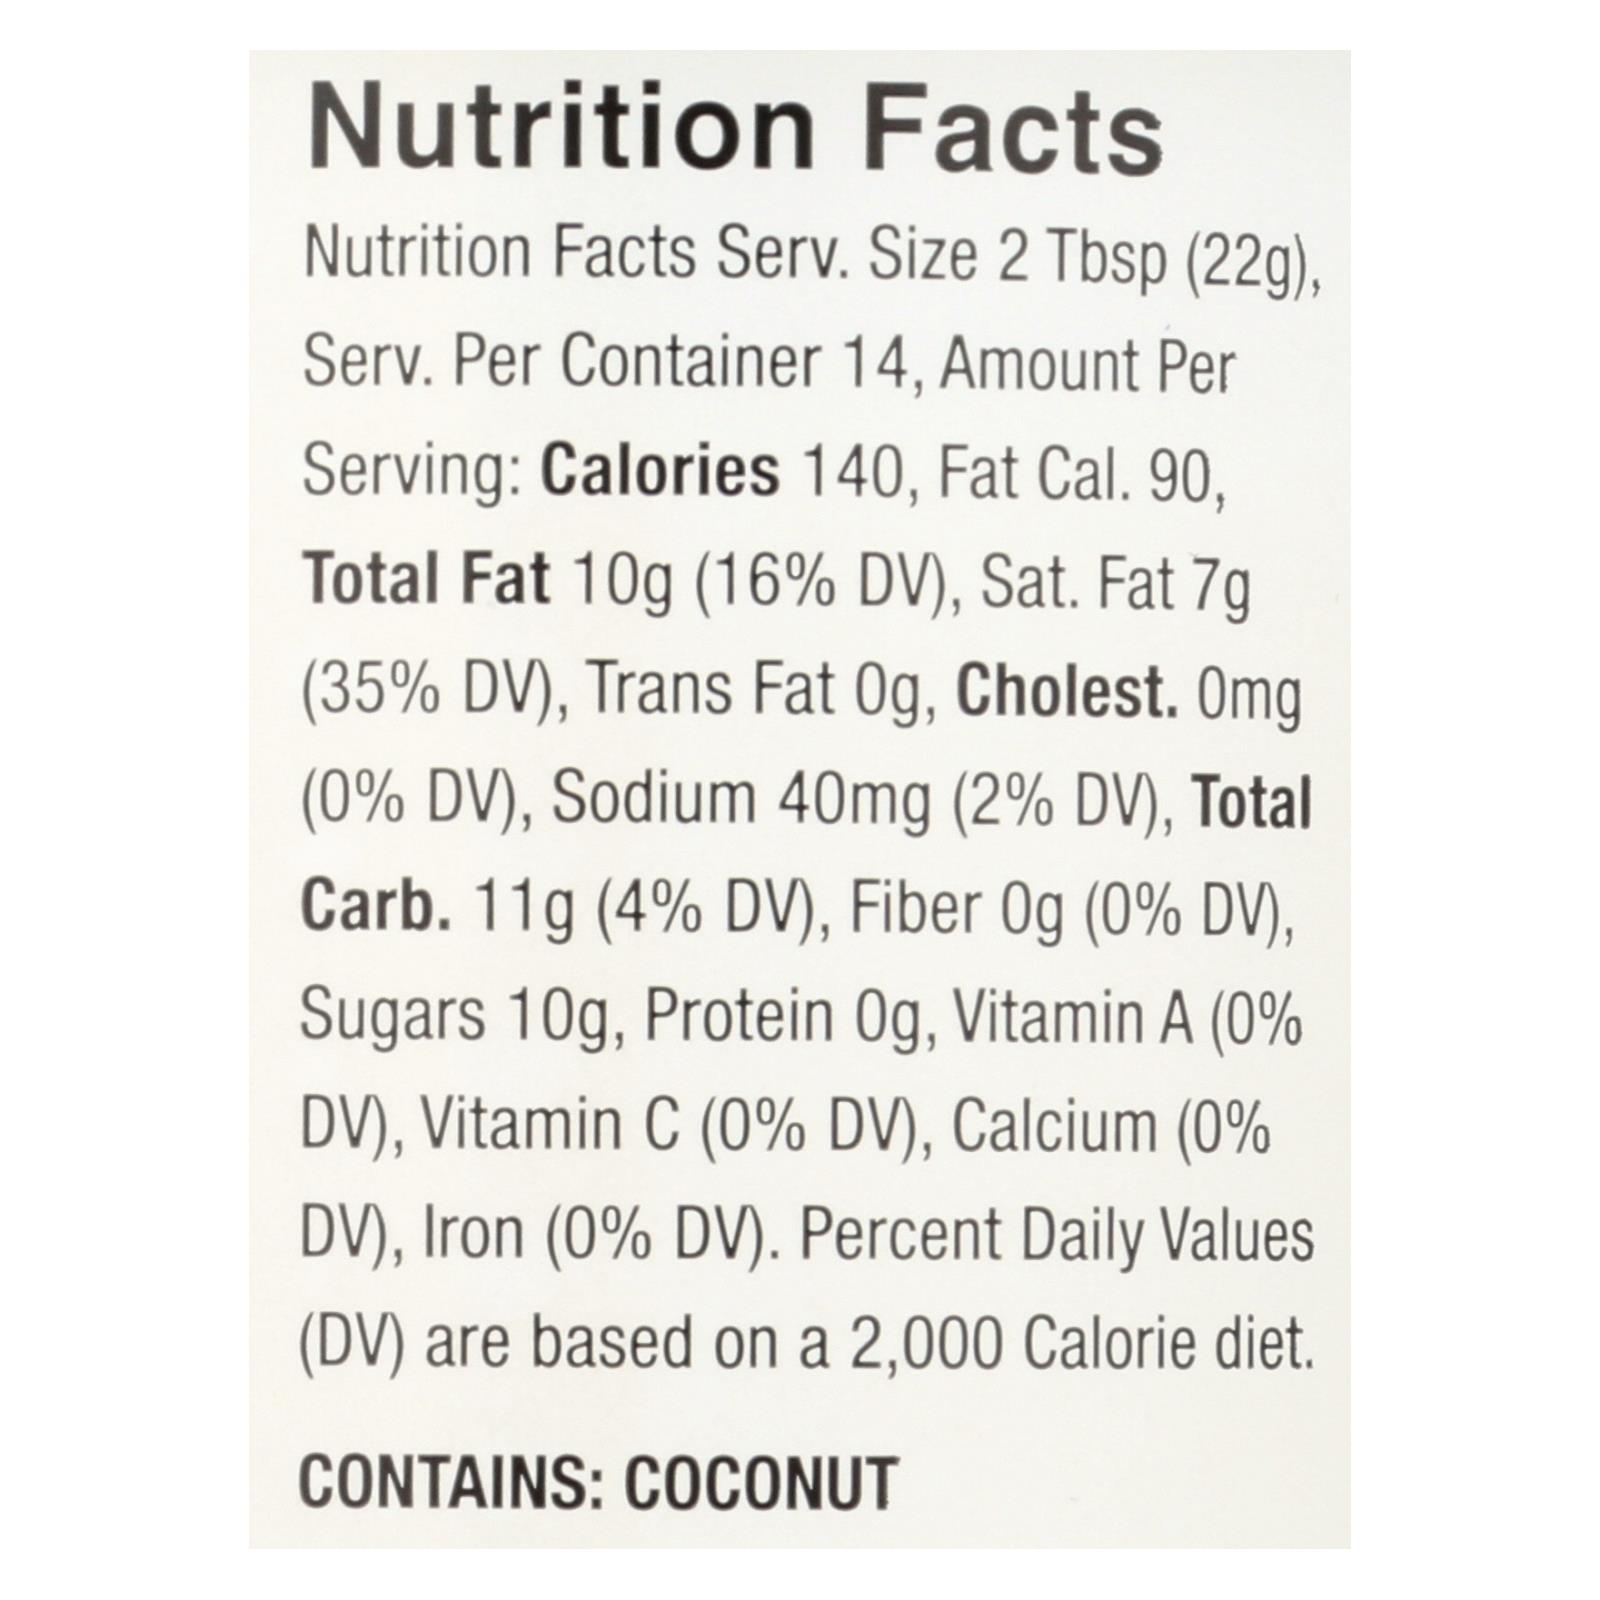 Nutrition Facts
Nutrition Facts Serv. Size 2 Tbsp (22g),
Serv. Per Container 14, Amount Per
Serving: Calories 140, Fat Cal. 90,
Total Fat 10g (16% DV), Sat. Fat 7g
(35% DV), Trans Fat 0g, Cholest. 0mg
(0% DV), Sodium 40mg (2% DV), Total
Carb. 11g (4% DV), Fiber 0g (0% DV),
Sugars 10g, Protein 0g, Vitamin A (0%
DV), Vitamin C (0% DV), Calcium (0%
DV), Iron (0% DV). Percent Daily Values
(DV) are based on a 2,000 Calorie diet.
CONTAINS: COCONUT